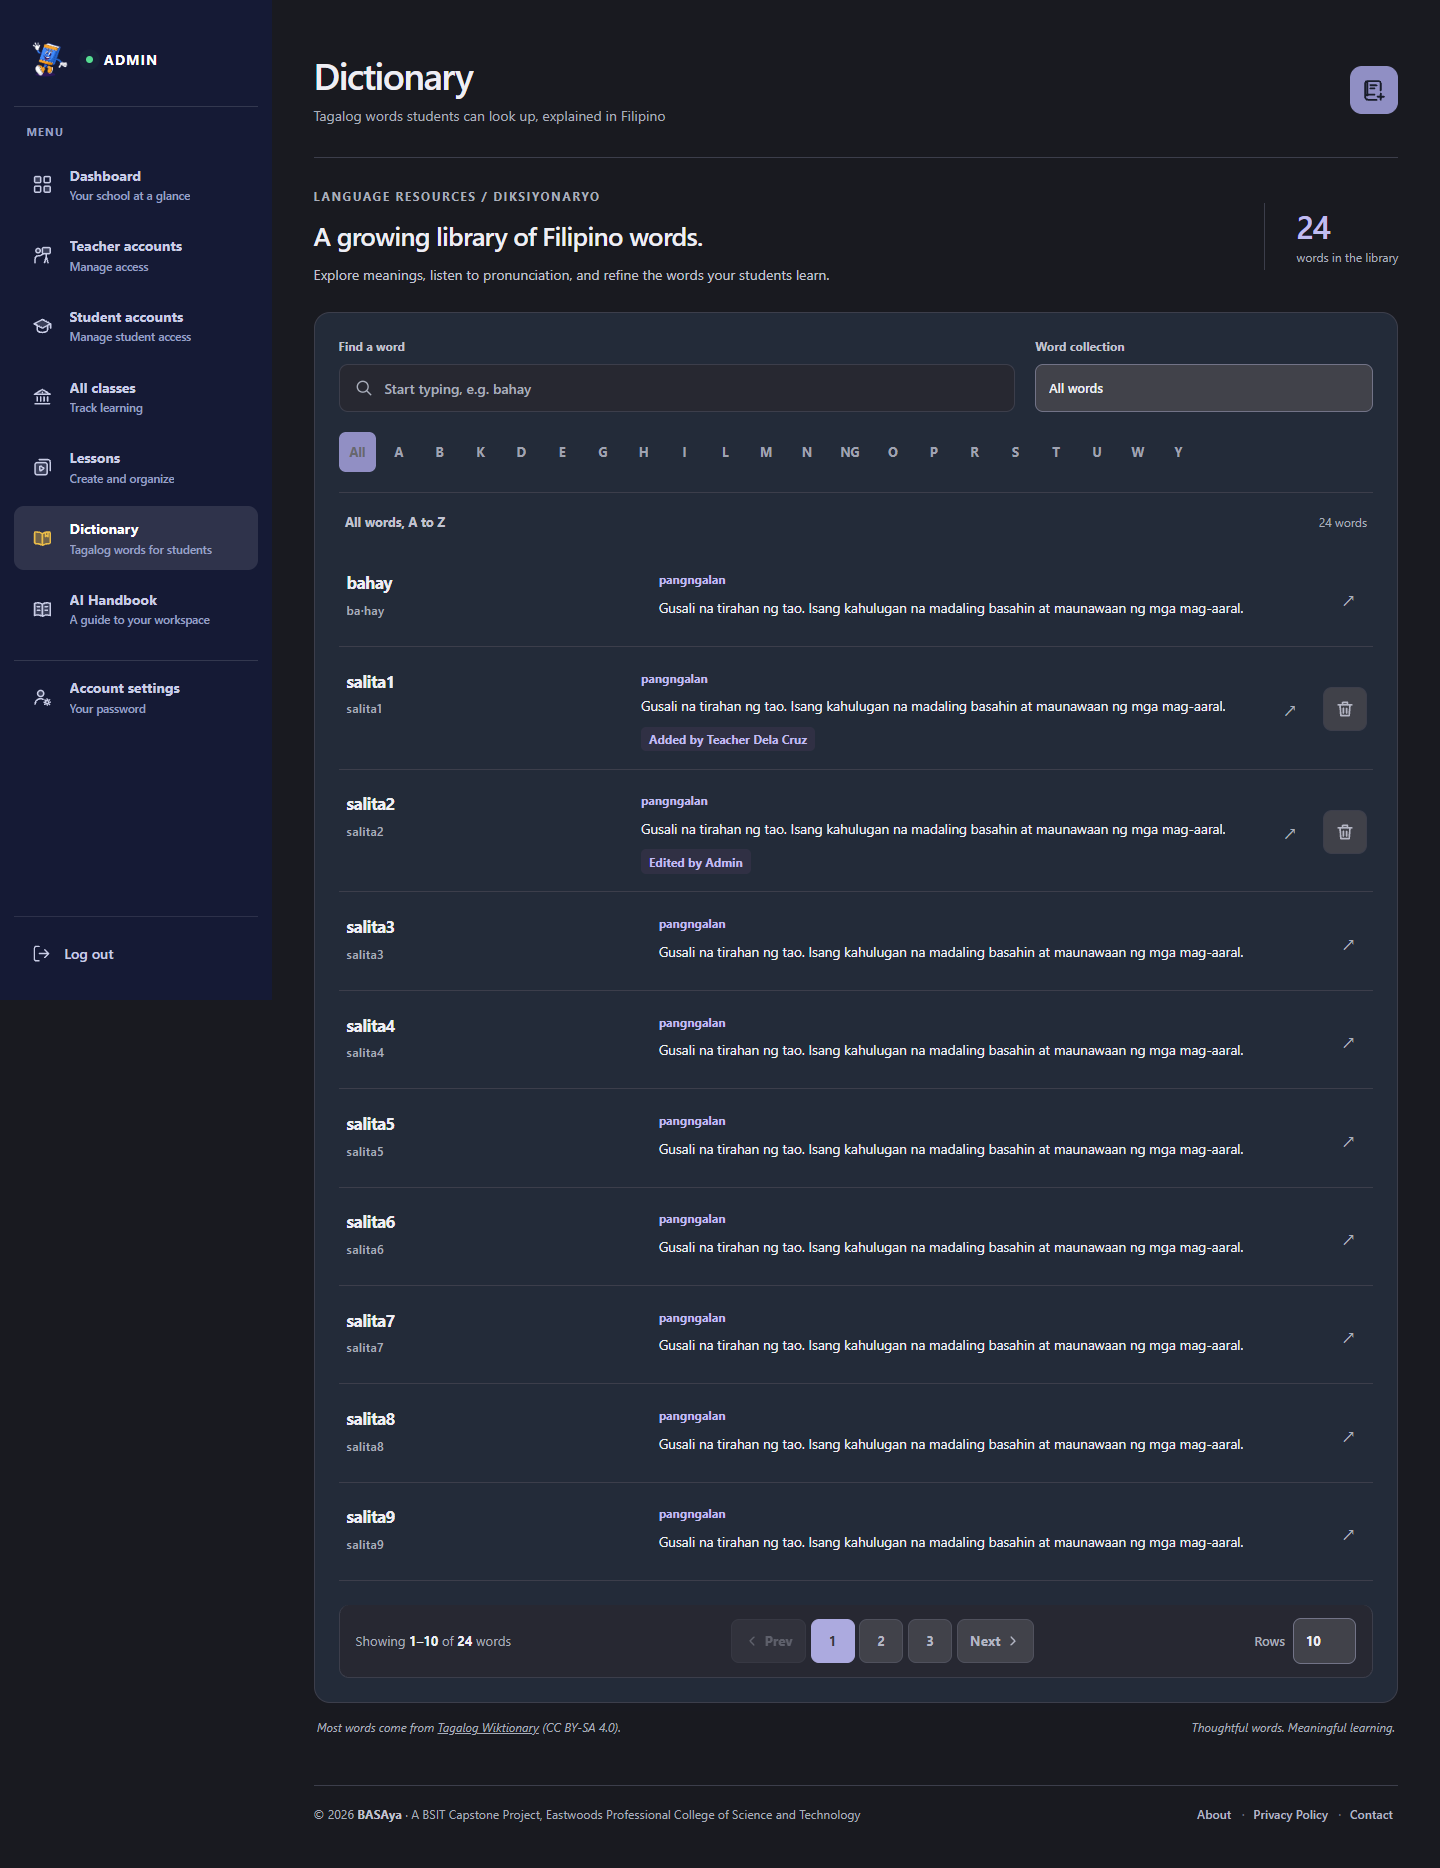 ADMIN
MENU
Dashboard
Your school at a glance
Teacher accounts
Manage access
Student accounts
Manage student access
All classes
Track learning
Lessons
Create and organize
Dictionary
Tagalog words for students
AI Handbook
A guide to your workspace
Account settings
Your password
Log out
Dictionary
Tagalog words students can look up, explained in Filipino
LANGUAGE RESOURCES / DIKSIYONARYO
A growing library of Filipino words.
Explore meanings, listen to pronunciation, and refine the words your students learn.
24
words in the library
Find a word
Start typing, e.g. bahay
Word collection
All words
All A B K D E G H I L M N NG O P R S T U W Y
All words, A to Z
24 words
bahay
ba·hay
pangngalan
Gusali na tirahan ng tao. Isang kahulugan na madaling basahin at maunawaan ng mga mag-aaral.
salita1
salita1
pangngalan
Gusali na tirahan ng tao. Isang kahulugan na madaling basahin at maunawaan ng mga mag-aaral.
Added by Teacher Dela Cruz
salita2
salita2
pangngalan
Gusali na tirahan ng tao. Isang kahulugan na madaling basahin at maunawaan ng mga mag-aaral.
Edited by Admin
salita3
salita3
pangngalan
Gusali na tirahan ng tao. Isang kahulugan na madaling basahin at maunawaan ng mga mag-aaral.
salita4
salita4
pangngalan
Gusali na tirahan ng tao. Isang kahulugan na madaling basahin at maunawaan ng mga mag-aaral.
salita5
salita5
pangngalan
Gusali na tirahan ng tao. Isang kahulugan na madaling basahin at maunawaan ng mga mag-aaral.
salita6
salita6
pangngalan
Gusali na tirahan ng tao. Isang kahulugan na madaling basahin at maunawaan ng mga mag-aaral.
salita7
salita7
pangngalan
Gusali na tirahan ng tao. Isang kahulugan na madaling basahin at maunawaan ng mga mag-aaral.
salita8
salita8
pangngalan
Gusali na tirahan ng tao. Isang kahulugan na madaling basahin at maunawaan ng mga mag-aaral.
salita9
salita9
pangngalan
Gusali na tirahan ng tao. Isang kahulugan na madaling basahin at maunawaan ng mga mag-aaral.
Showing 1–10 of 24 words
Prev 1 2 3 Next
Rows 10
Most words come from Tagalog Wiktionary (CC BY-SA 4.0).
Thoughtful words. Meaningful learning.
© 2026 BASAya · A BSIT Capstone Project, Eastwoods Professional College of Science and Technology
About · Privacy Policy · Contact